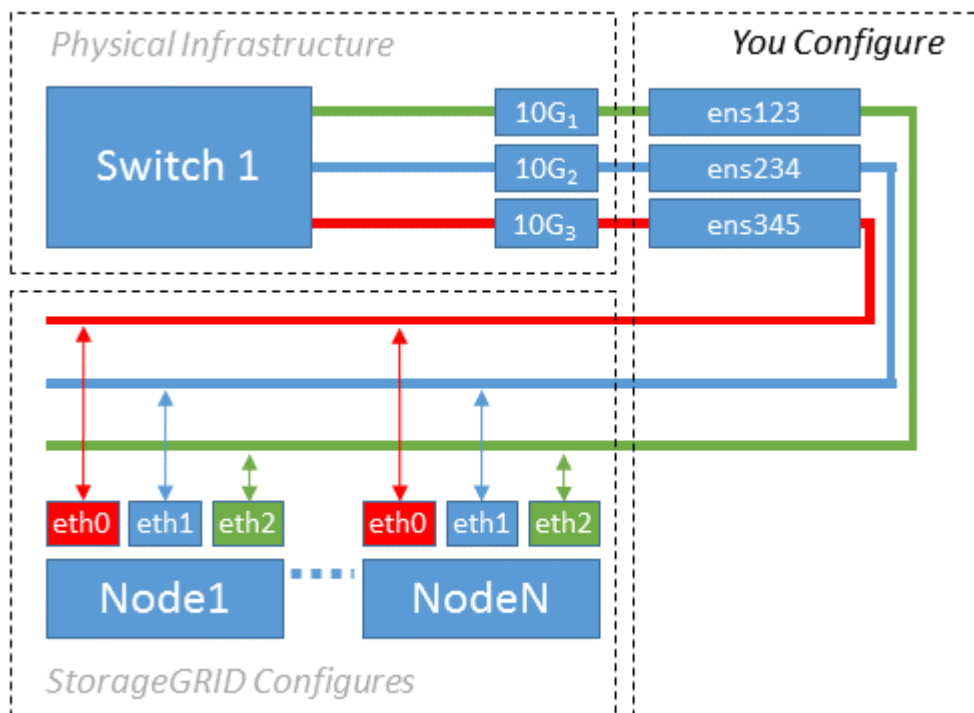 Physical Infrastructure
You Configure
Switch 1
10G₁
ens123
10G₂
ens234
10G₃
ens345
eth0
eth1
eth2
eth0
eth1
eth2
Node1
NodeN
StorageGRID Configures